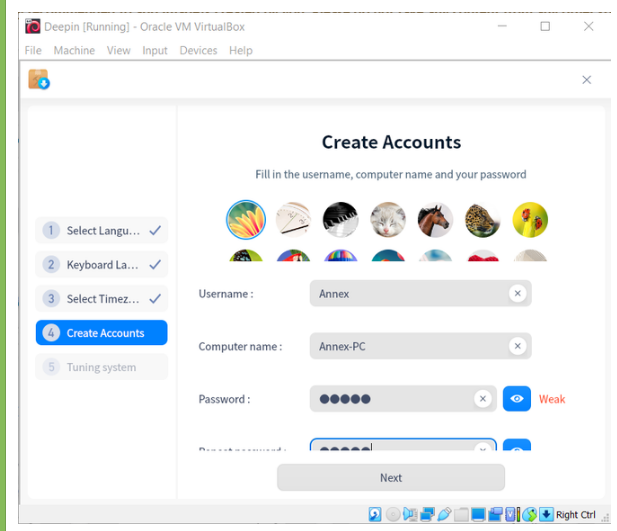 Deepin [Running] - Oracle VM VirtualBox
File Machine View Input Devices Help
Create Accounts
Fill in the username, computer name and your password
1 Select Langu...
2 Keyboard La...
3 Select Timez...
4 Create Accounts
5 Tuning system
Username : Annex
Computer name : Annex-PC
Password : ●●●●● Weak
Repeat password : ●●●●●
Next
Right Ctrl